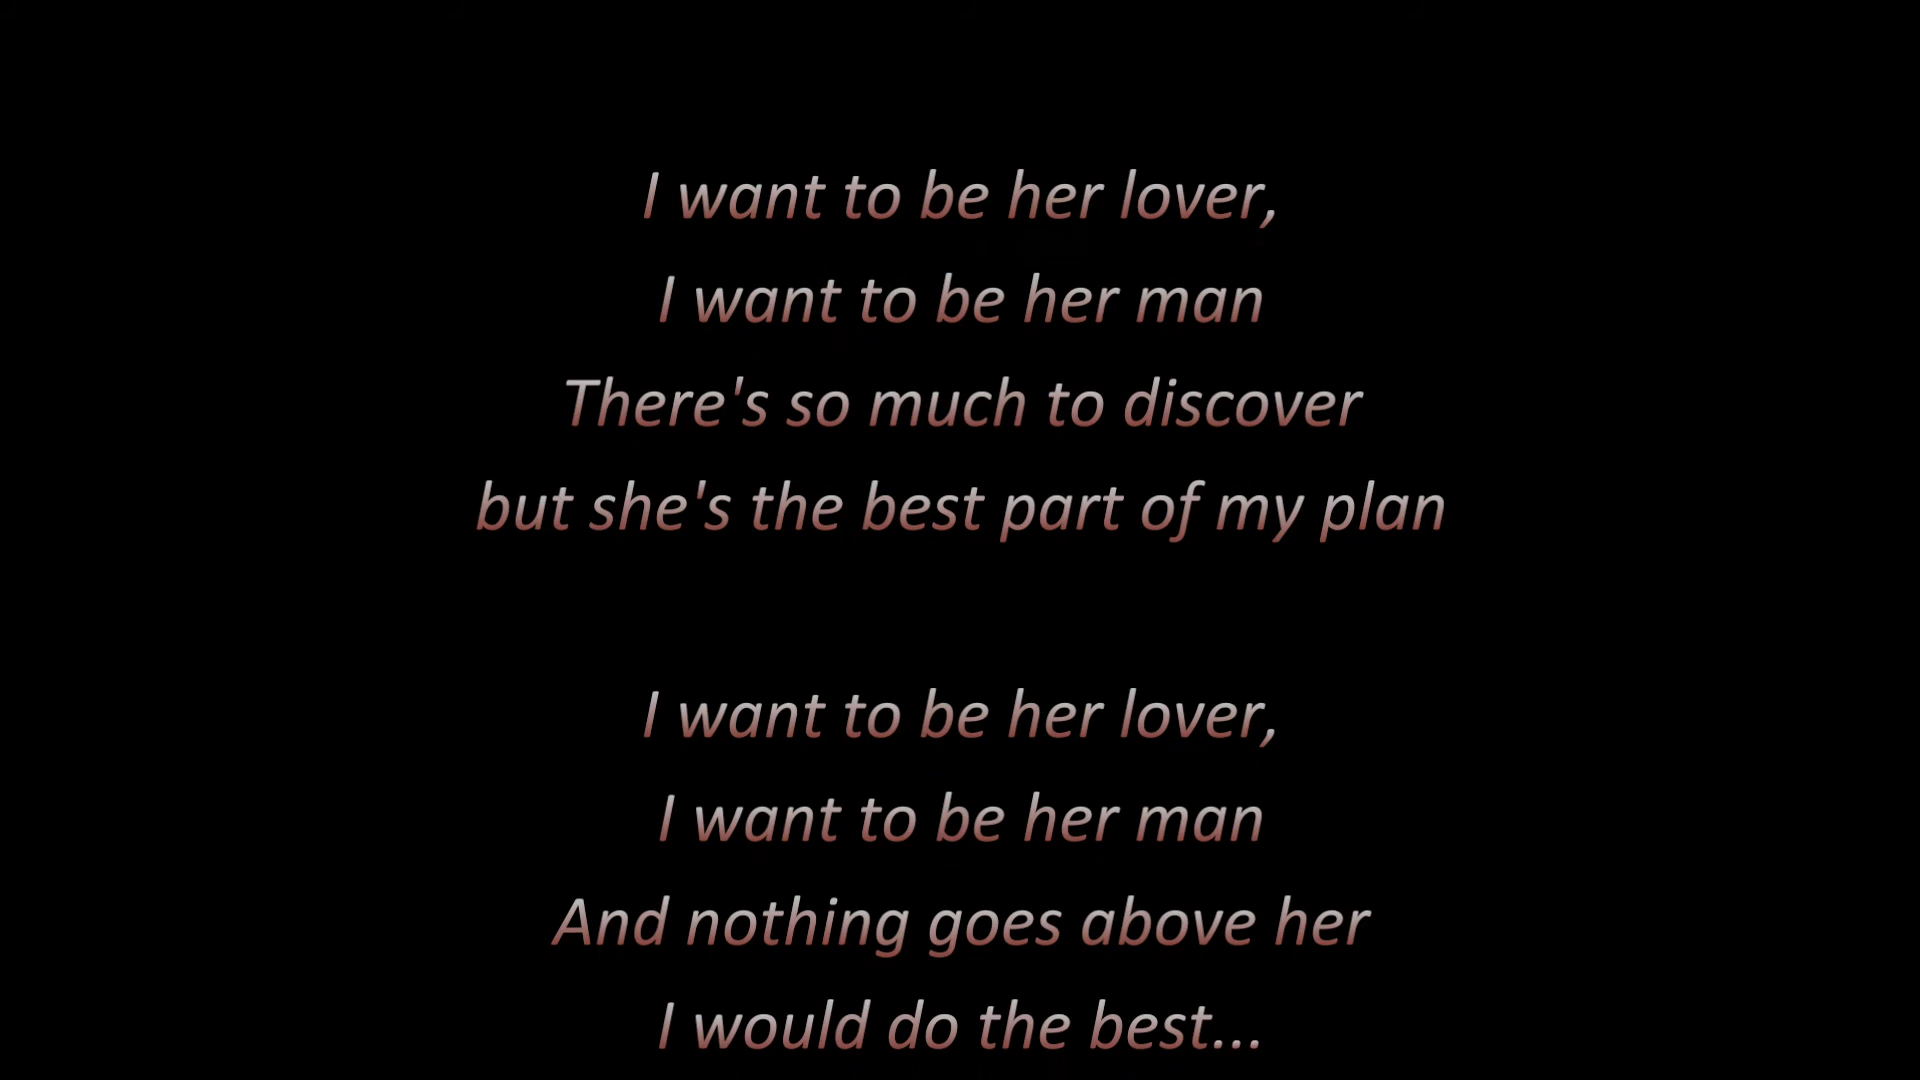 I want to be her lover,
I want to be her man
There's so much to discover
but she's the best part of my plan
I want to be her lover,
I want to be her man
And nothing goes above her
I would do the best...